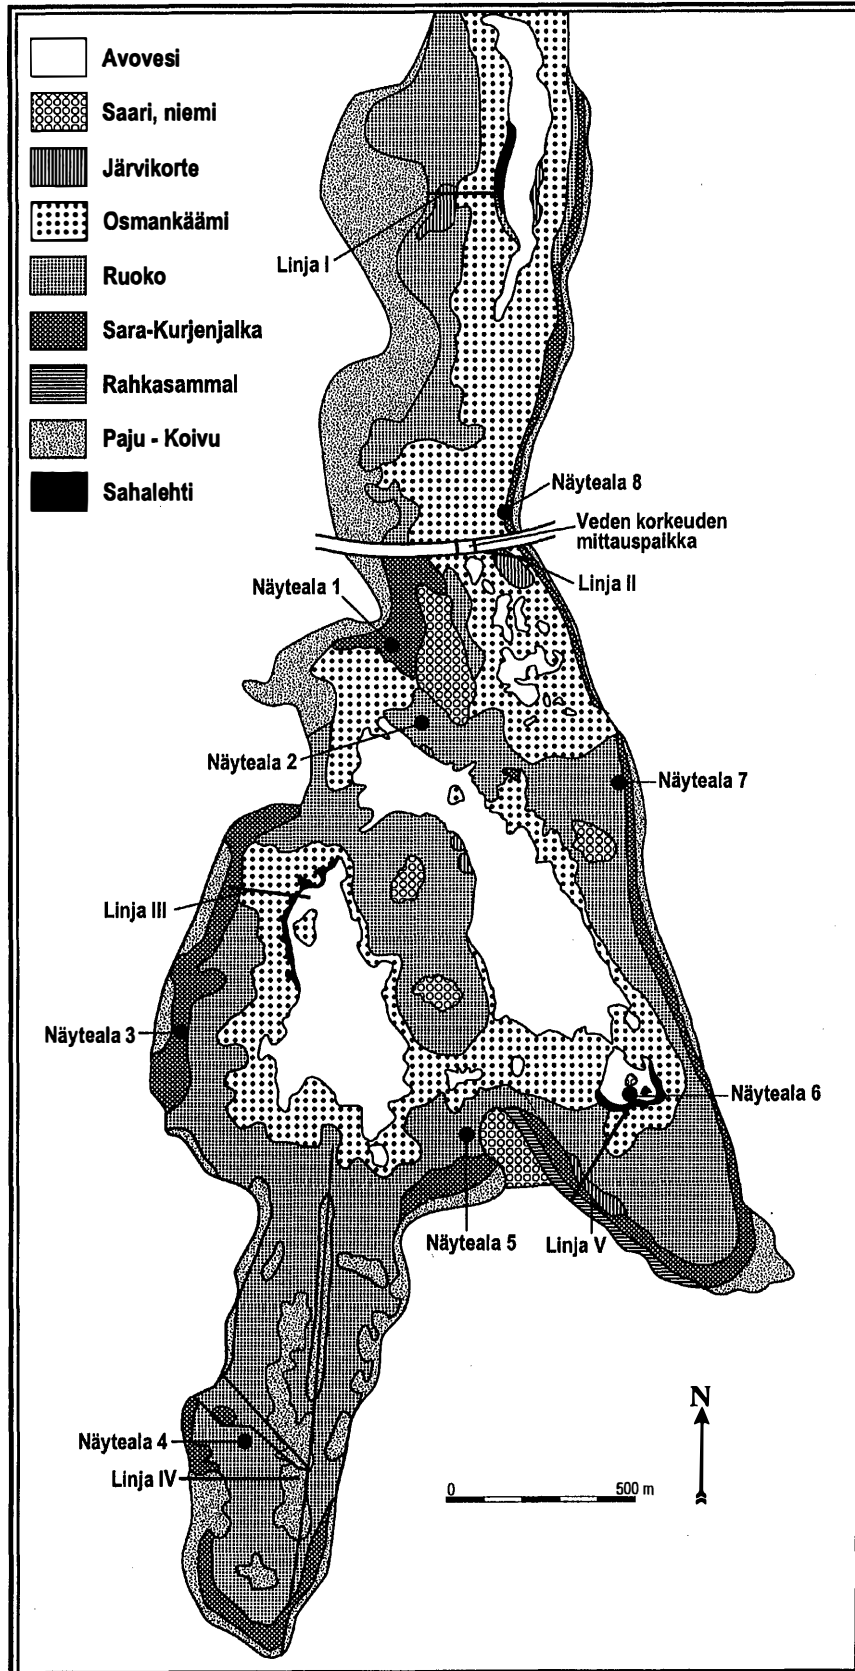 Avovesi
Saari, niemi
Järvikorte
Osmankäämi
Ruoko
Sara-Kurjenjalka
Rahkasammal
Paju - Koivu
Sahalehti
Linja I
Näyteala 8
Veden korkeuden
mittauspaikka
Linja II
Näyteala 1
Näyteala 2
Näyteala 7
Linja III
Näyteala 3
Näyteala 6
Näyteala 5
Linja V
N
Näyteala 4
Linja IV
0
500 m